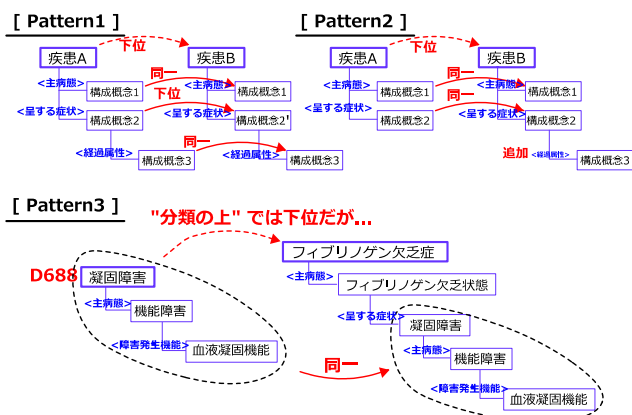 [ Pattern1 ]
疾患A
下位
疾患B
<主病態>
同一
<主病態>
構成概念1
構成概念1
<呈する症状>
下位
<呈する症状>
構成概念2
構成概念2'
<経過属性>
同一
<経過属性>
構成概念3
構成概念3
[ Pattern2 ]
疾患A
下位
疾患B
<主病態>
同一
<主病態>
構成概念1
構成概念1
<呈する症状>
同一
<呈する症状>
構成概念2
構成概念2
追加
<経過属性>
構成概念3
[ Pattern3 ]
"分類の上" では下位だが...
D688
凝固障害
<主病態>
機能障害
<障害発生機能>
血液凝固機能
同一
フィブリノゲン欠乏症
<主病態>
フィブリノゲン欠乏状態
<呈する症状>
凝固障害
<主病態>
機能障害
<障害発生機能>
血液凝固機能